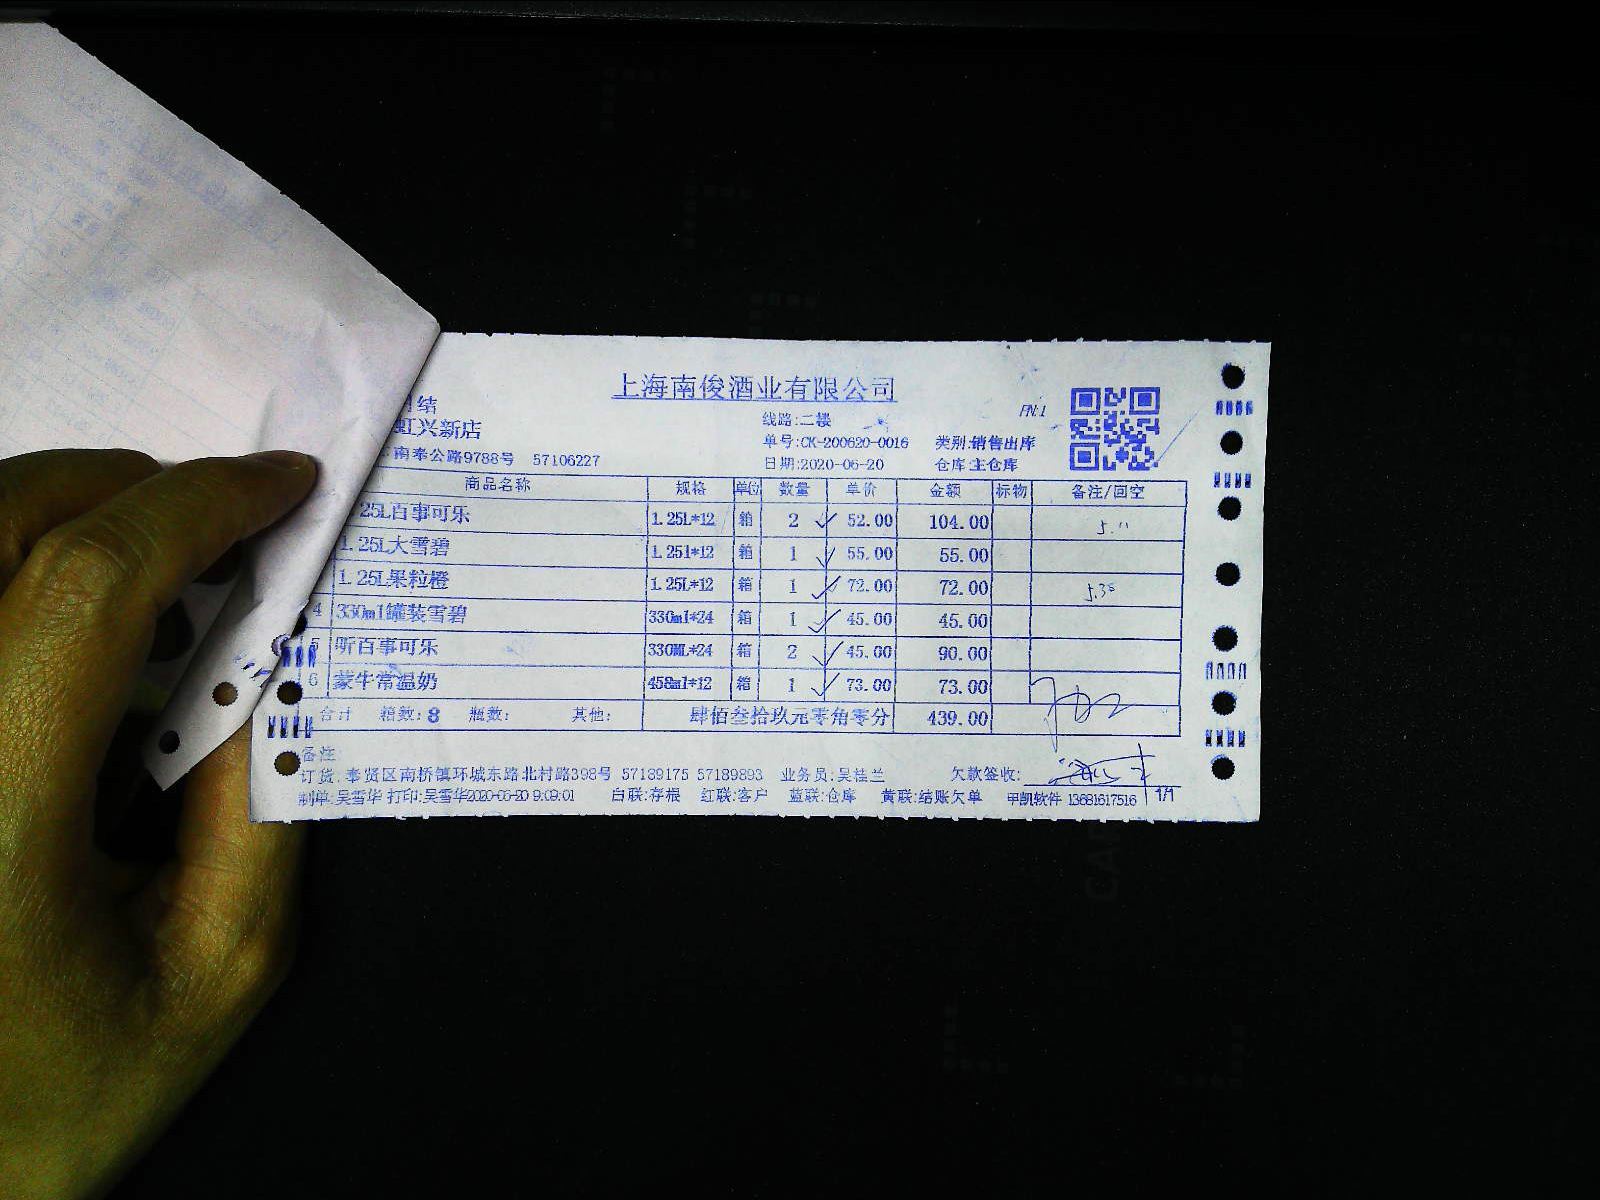 上海南俊酒业有限公司
结
虹兴新店
线路:二楼
单号:CK-200620-0016 类别:销售出库
南奉公路9788号 57106227 日期:2020-06-20 仓库:主仓库
商品名称 规格 单位 数量 单价 金额 标物 备注/回空
25L百事可乐 1.25L*12 箱 2 52.00 104.00
1.25L大雪碧 1.25l*12 箱 1 55.00 55.00
1.25L果粒橙 1.25L*12 箱 1 72.00 72.00
4 330ml罐装雪碧 330ml*24 箱 1 45.00 45.00
5 听百事可乐 330ML*24 箱 2 45.00 90.00
6 蒙牛常温奶 458ml*12 箱 1 73.00 73.00
合计 箱数:8 瓶数: 其他: 肆佰叁拾玖元零角零分 439.00
备注:
订货:奉贤区南桥镇环城东路北村路398号 57189175 57189893 业务员:吴桂兰 欠款签收:
制单:吴雪华 打印:吴雪华2020-06-20 9:09:01 白联:存根 红联:客户 蓝联:仓库 黄联:结账欠单 甲凯软件 13681617516 1/1